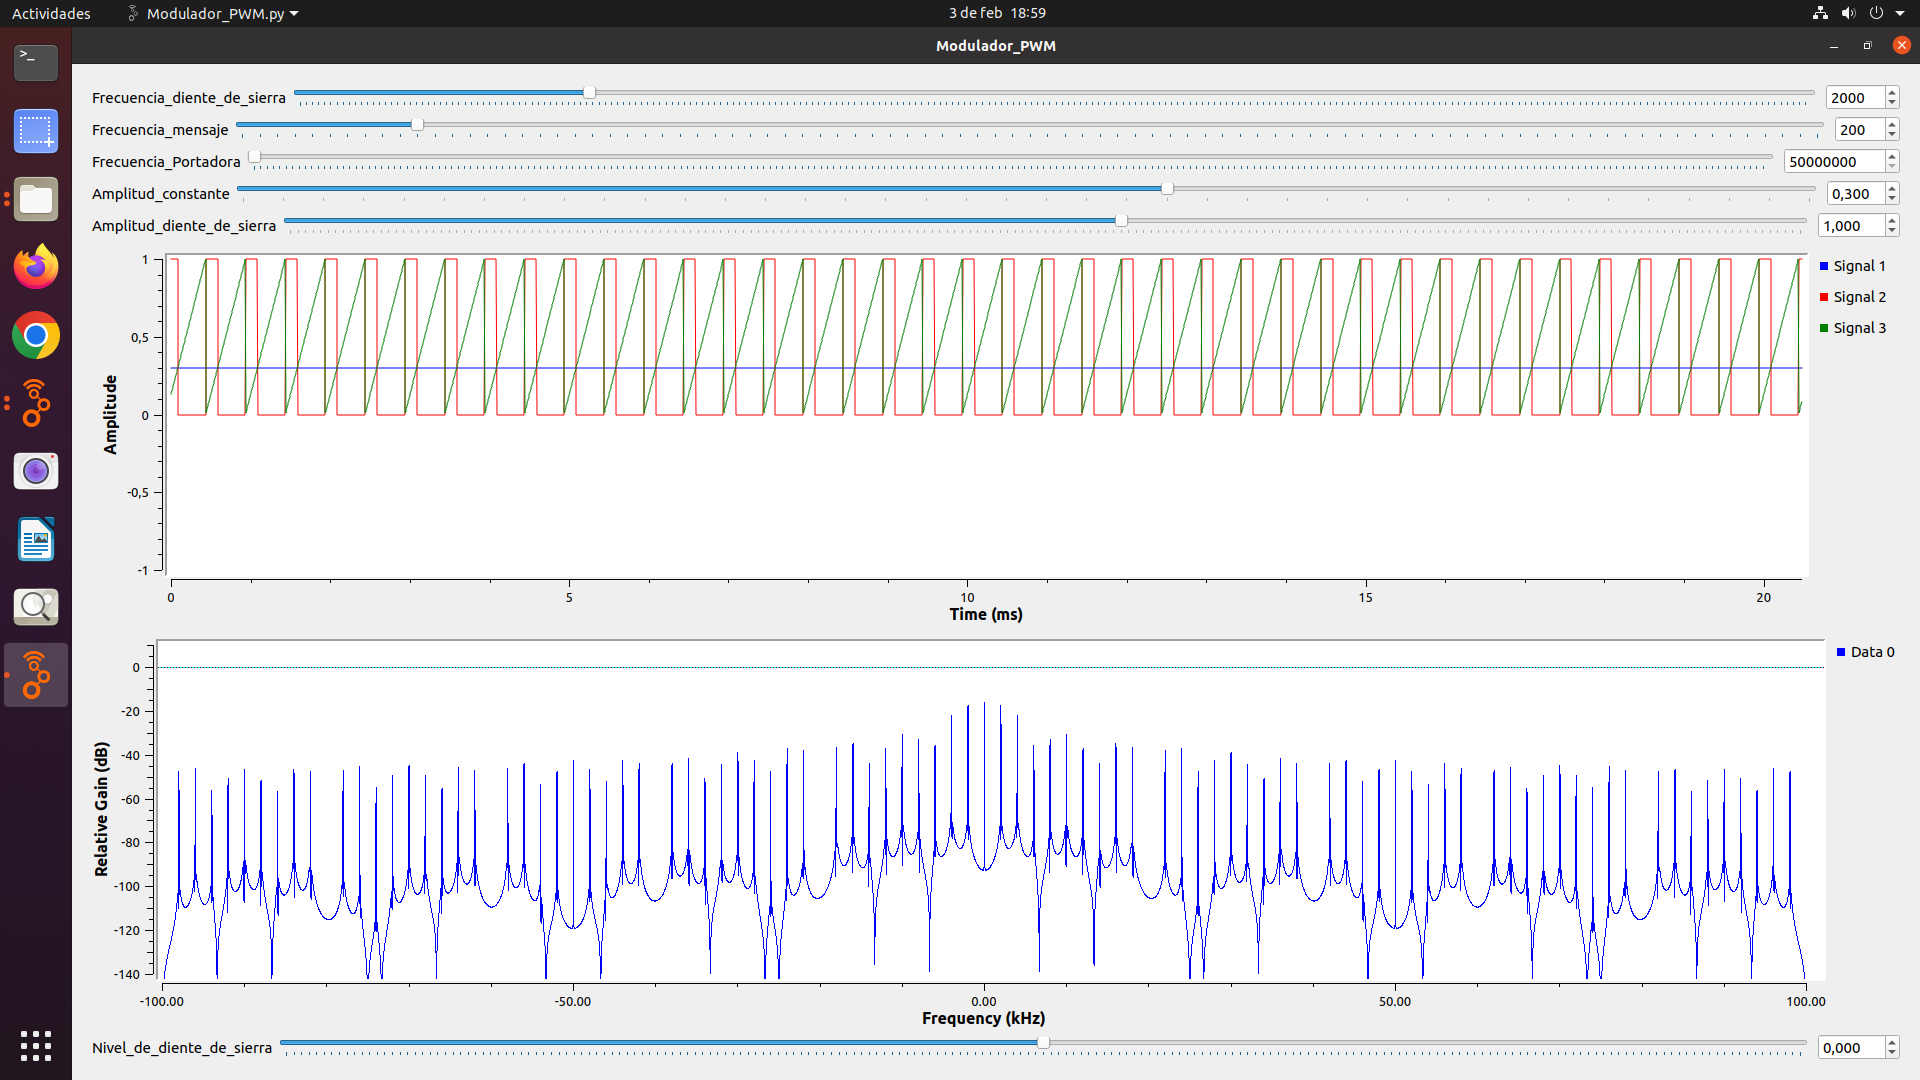 Actividades Modulador_PWM.py 3 de feb 18:59
Modulador_PWM
Frecuencia_diente_de_sierra 2000
Frecuencia_mensaje 200
Frecuencia_Portadora 50000000
Amplitud_constante 0,300
Amplitud_diente_de_sierra 1,000
1
0,5
0
-0,5
-1
Amplitude
Signal 1
Signal 2
Signal 3
0 5 10 15 20
Time (ms)
0
-20
-40
-60
-80
-100
-120
-140
Relative Gain (dB)
Data 0
-100.00 -50.00 0.00 50.00 100.00
Frequency (kHz)
Nivel_de_diente_de_sierra 0,000